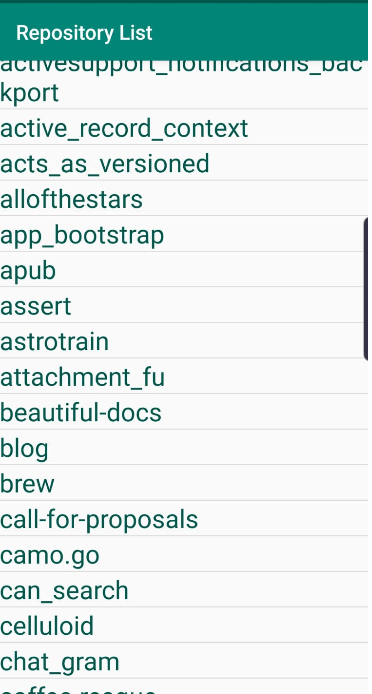 Repository List
activesupport_notifications_bac
kport
active_record_context
acts_as_versioned
allofthestars
app_bootstrap
apub
assert
astrotrain
attachment_fu
beautiful-docs
blog
brew
call-for-proposals
camo.go
can_search
celluloid
chat_gram